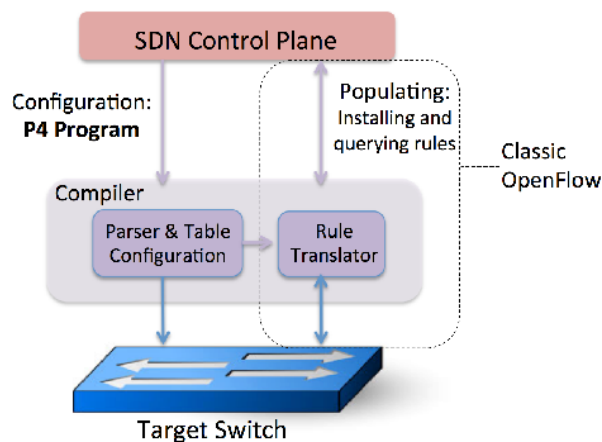 SDN Control Plane
Configuration:
P4 Program
Populating:
Installing and
querying rules
Classic
OpenFlow
Compiler
Parser & Table
Configuration
Rule
Translator
Target Switch